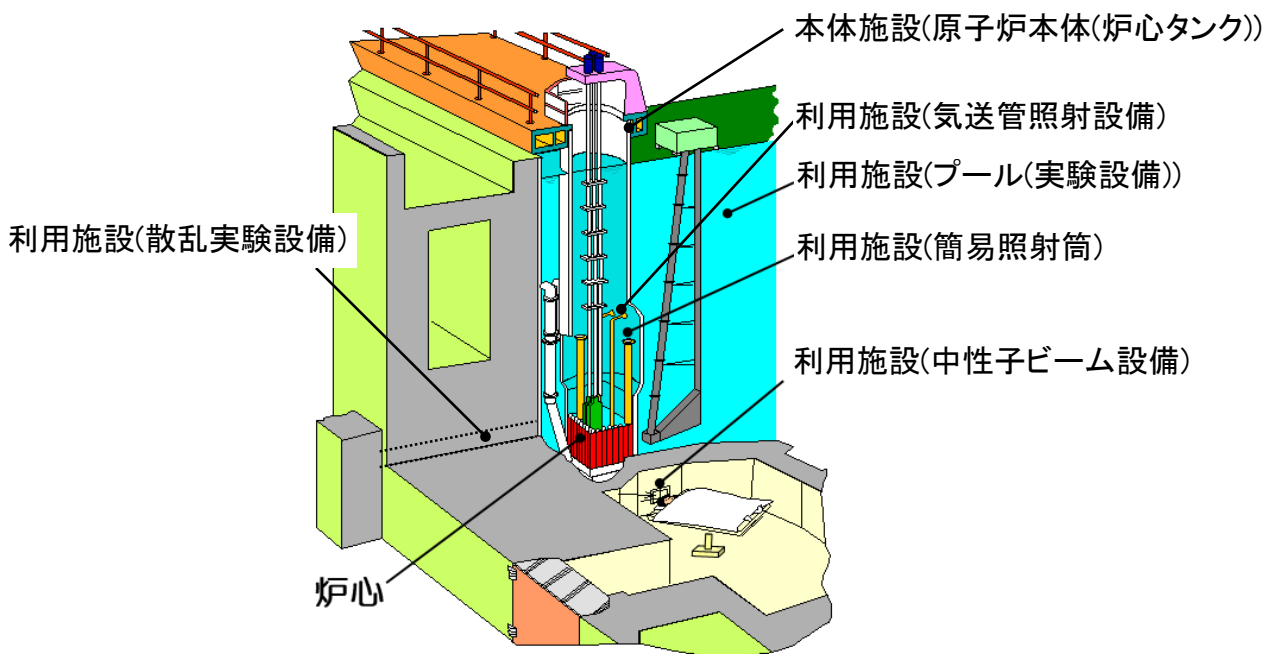 本体施設(原子炉本体(炉心タンク))
利用施設(気送管照射設備)
利用施設(プール(実験設備))
利用施設(散乱実験設備)
利用施設(簡易照射筒)
利用施設(中性子ビーム設備)
炉心